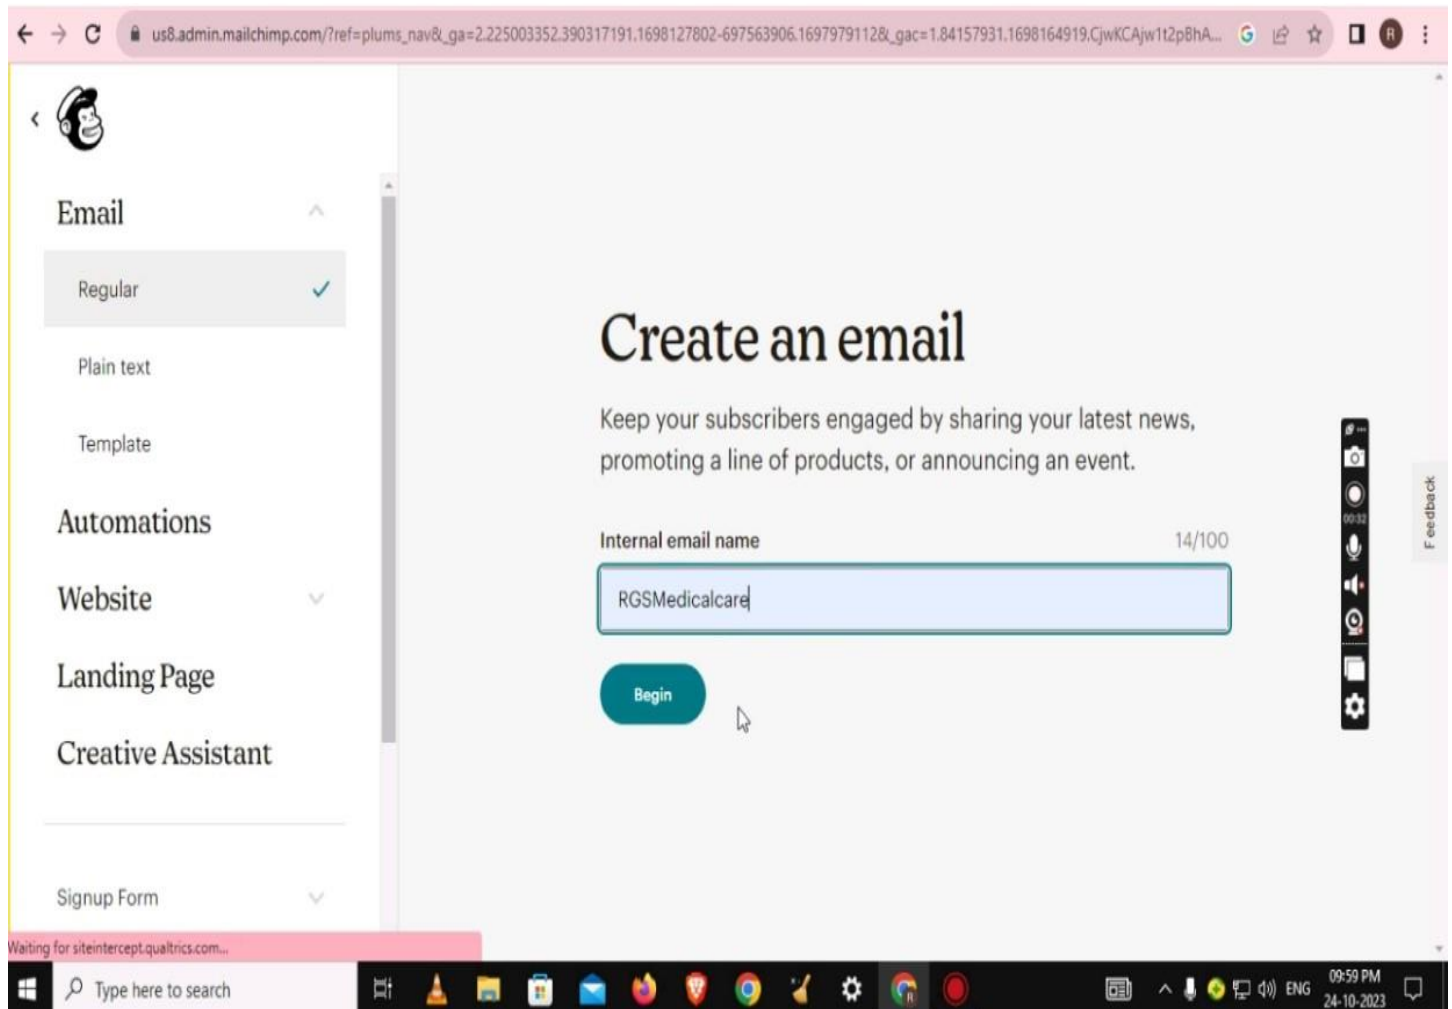 us8.admin.mailchimp.com/?ref=plums_nav&_ga=2.225003352.390317191.1698127802-697563906.1697979112&_gac=1.84157931.1698164919.CjwKCAjw1t2pBhA...
R
Email
Regular
Plain text
Template
Automations
Website
Landing Page
Creative Assistant
Signup Form
Create an email
Keep your subscribers engaged by sharing your latest news,
promoting a line of products, or announcing an event.
Internal email name 14/100
RGSMedicalcare
Begin
00:32
Feedback
Waiting for siteintercept.qualtrics.com...
Type here to search
ENG
09:59 PM
24-10-2023